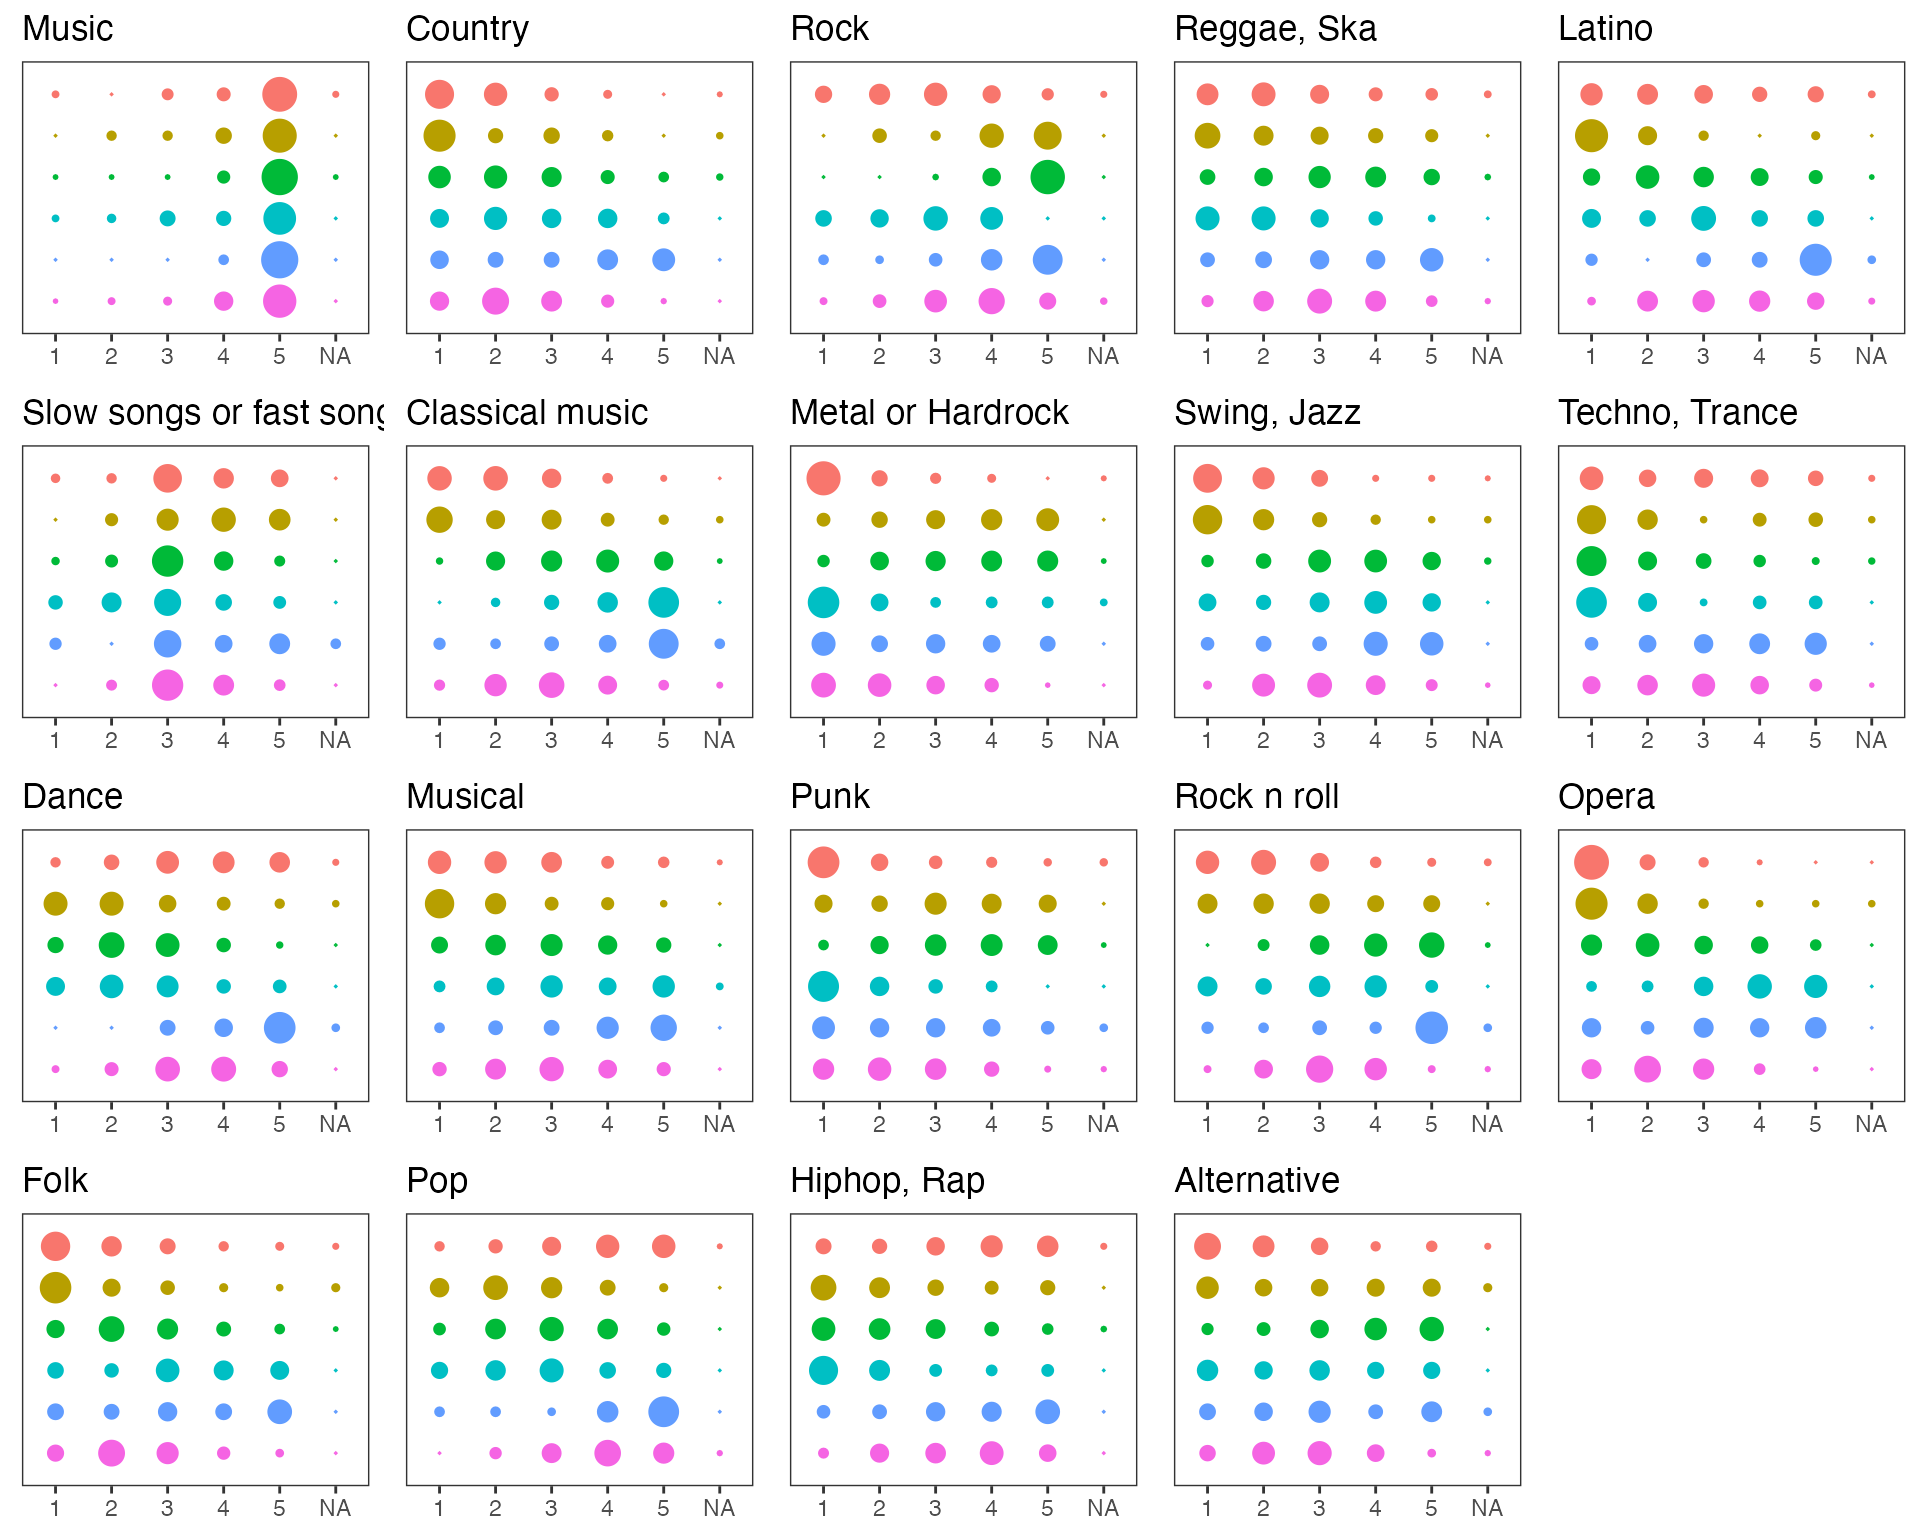 Music Country Rock Reggae, Ska Latino
1 2 3 4 5 NA 1 2 3 4 5 NA 1 2 3 4 5 NA 1 2 3 4 5 NA 1 2 3 4 5 NA
Slow songs or fast song Classical music Metal or Hardrock Swing, Jazz Techno, Trance
1 2 3 4 5 NA 1 2 3 4 5 NA 1 2 3 4 5 NA 1 2 3 4 5 NA 1 2 3 4 5 NA
Dance Musical Punk Rock n roll Opera
1 2 3 4 5 NA 1 2 3 4 5 NA 1 2 3 4 5 NA 1 2 3 4 5 NA 1 2 3 4 5 NA
Folk Pop Hiphop, Rap Alternative
1 2 3 4 5 NA 1 2 3 4 5 NA 1 2 3 4 5 NA 1 2 3 4 5 NA